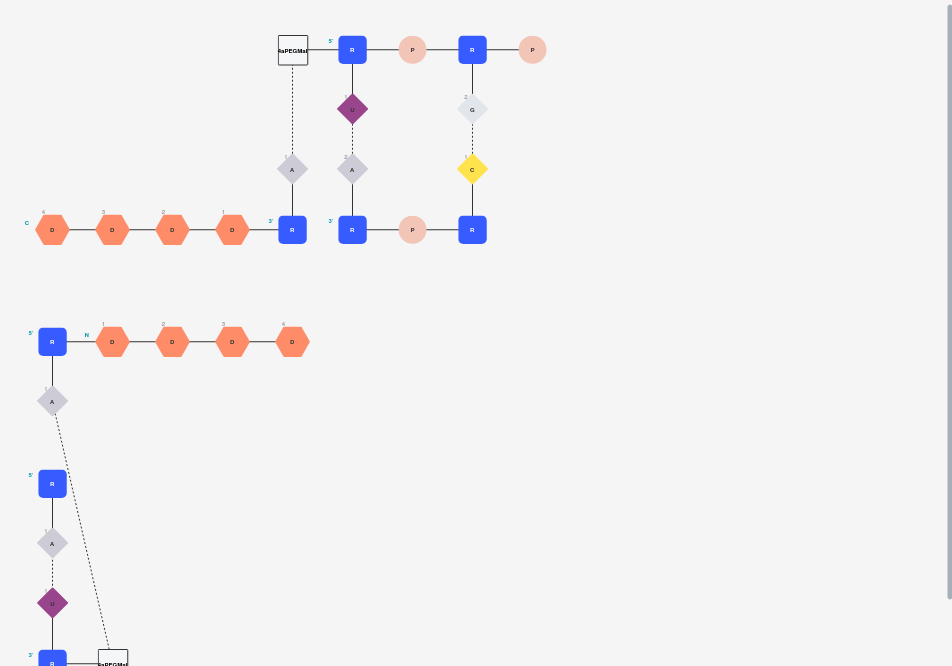 4aPEGMal 5' R P R P
1 U 2 G
1 A 2 A 1 C
C 4 D 3 D 2 D 1 D 3' R 3' R P R
5' R N 1 D 2 D 3 D 4 D
1 A
5' R
1 A
U
3' R 4aPEGMal